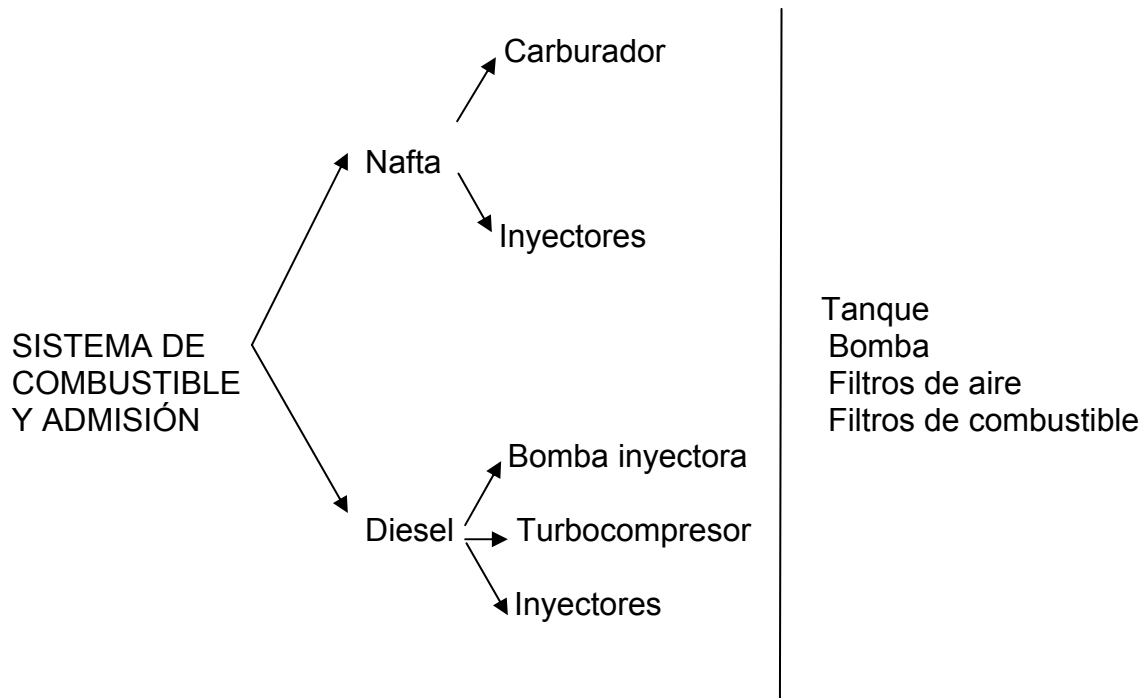 Carburador
Nafta
Inyectores
SISTEMA DE
COMBUSTIBLE
Y ADMISIÓN
Bomba inyectora
Diesel
Turbocompresor
Inyectores
Tanque
Bomba
Filtros de aire
Filtros de combustible